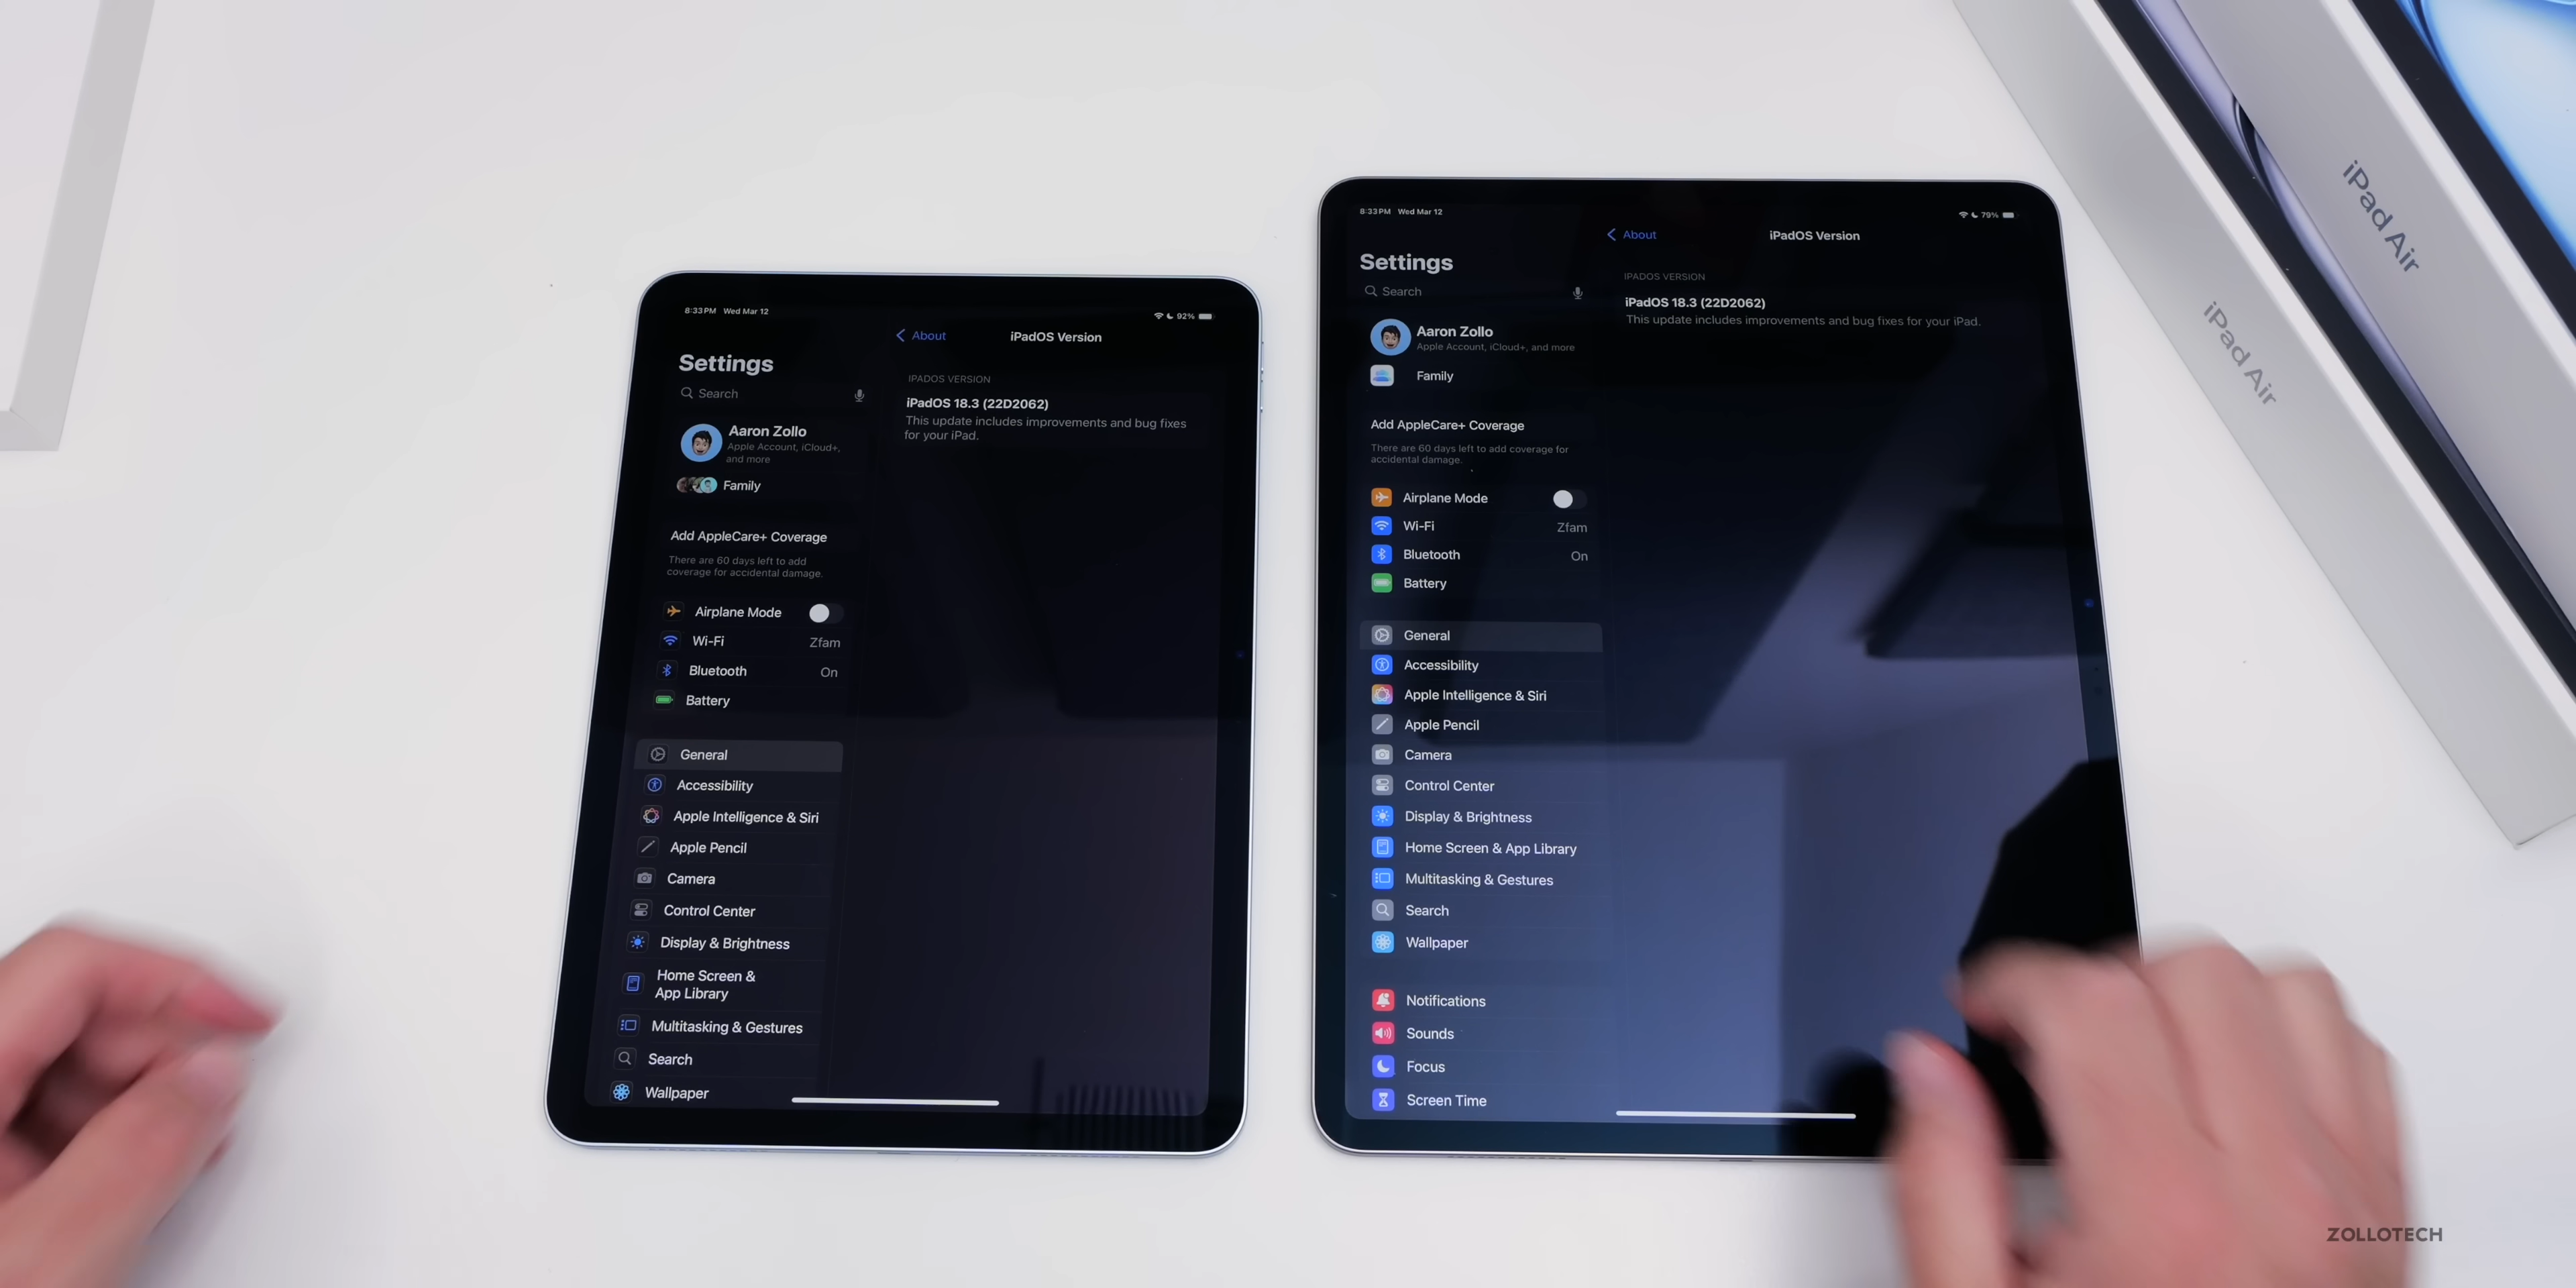 8:33 PM Wed Mar 12
92%
About
iPadOS Version
Settings
Search
IPADOS VERSION
iPadOS 18.3 (22D2062)
This update includes improvements and bug fixes
for your iPad.
Aaron Zollo
Apple Account, iCloud+,
and more
Family
Add AppleCare+ Coverage
There are 60 days left to add
coverage for accidental damage.
Airplane Mode
Wi-Fi Zfam
Bluetooth On
Battery
General
Accessibility
Apple Intelligence & Siri
Apple Pencil
Camera
Control Center
Display & Brightness
Home Screen &
App Library
Multitasking & Gestures
Search
Wallpaper
8:33 PM Wed Mar 12
79%
About
iPadOS Version
Settings
Search
IPADOS VERSION
iPadOS 18.3 (22D2062)
This update includes improvements and bug fixes for your iPad.
Aaron Zollo
Apple Account, iCloud+, and more
Family
Add AppleCare+ Coverage
There are 60 days left to add coverage for
accidental damage.
Airplane Mode
Wi-Fi Zfam
Bluetooth On
Battery
General
Accessibility
Apple Intelligence & Siri
Apple Pencil
Camera
Control Center
Display & Brightness
Home Screen & App Library
Multitasking & Gestures
Search
Wallpaper
Notifications
Sounds
Focus
Screen Time
iPad Air
iPad Air
ZOLLOTECH